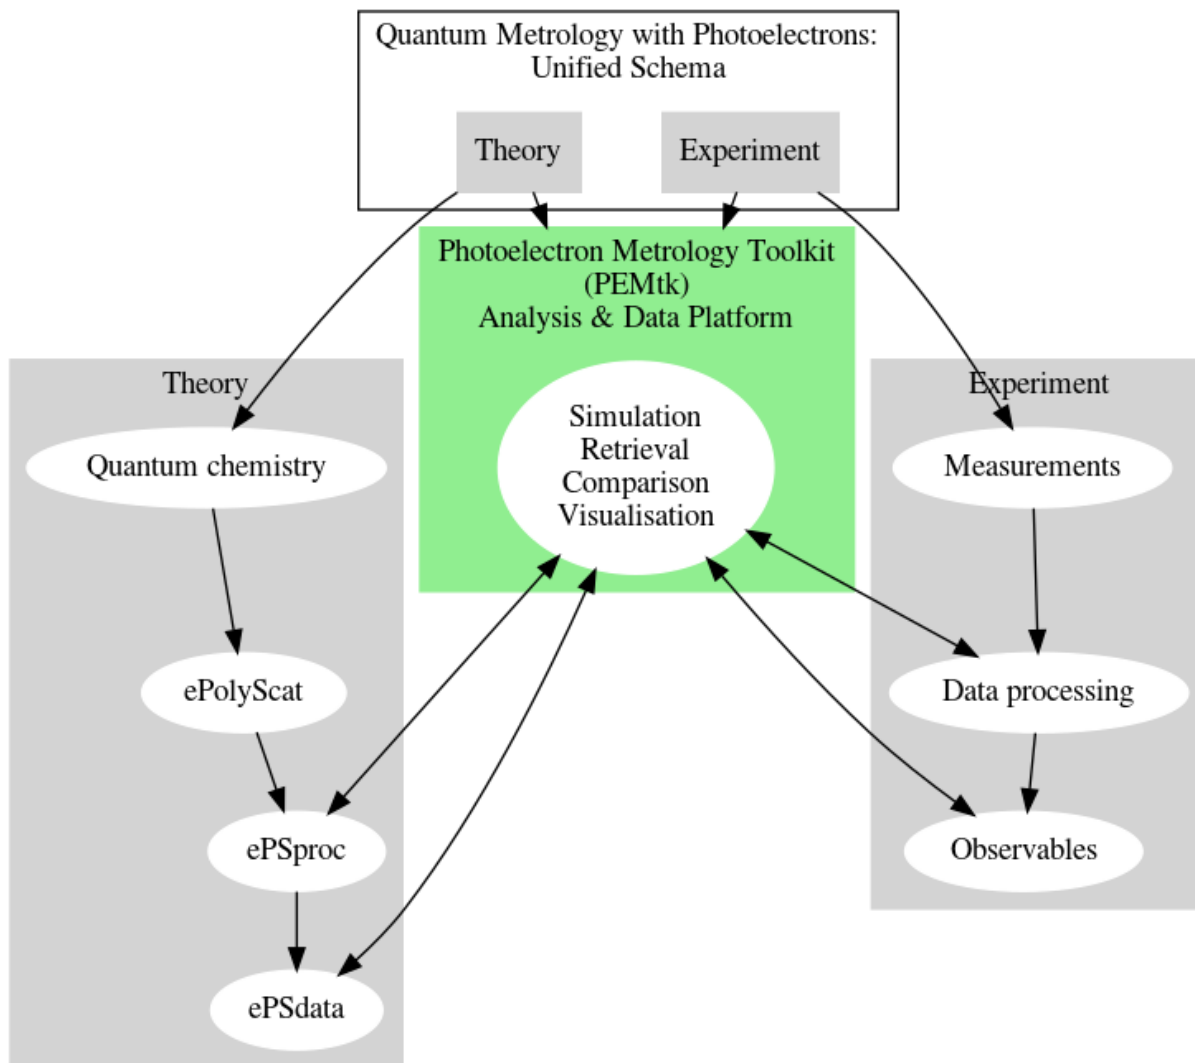 Quantum Metrology with Photoelectrons:
Unified Schema
Theory
Experiment
Photoelectron Metrology Toolkit
(PEMtk)
Analysis & Data Platform
Simulation
Retrieval
Comparison
Visualisation
Theory
Quantum chemistry
ePolyScat
ePSproc
ePSdata
Experiment
Measurements
Data processing
Observables